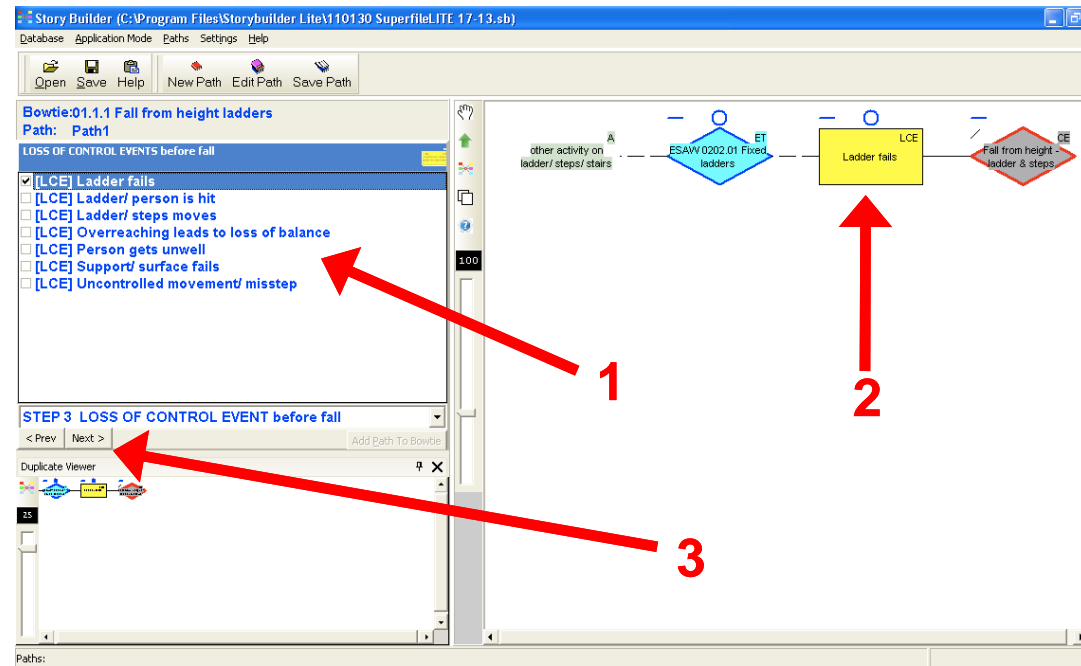 Story Builder (C:\Program Files\Storybuilder Lite\110130 SuperfileLITE 17-13.sb)
Database Application Mode Paths Settings Help
Open Save Help New Path Edit Path Save Path
Bowtie:01.1.1 Fall from height ladders
Path: Path1
LOSS OF CONTROL EVENTS before fall
[LCE] Ladder fails
[LCE] Ladder/ person is hit
[LCE] Ladder/ steps moves
[LCE] Overreaching leads to loss of balance
[LCE] Person gets unwell
[LCE] Support/ surface fails
[LCE] Uncontrolled movement/ misstep
STEP 3 LOSS OF CONTROL EVENT before fall
< Prev Next > Add Path To Bowtie
Duplicate Viewer
25
Paths:
100
A
other activity on
ladder/ steps/ stairs
ET
ESAW 0202.01 Fixed
ladders
LCE
Ladder fails
CE
Fall from height -
ladder & steps
1
2
3